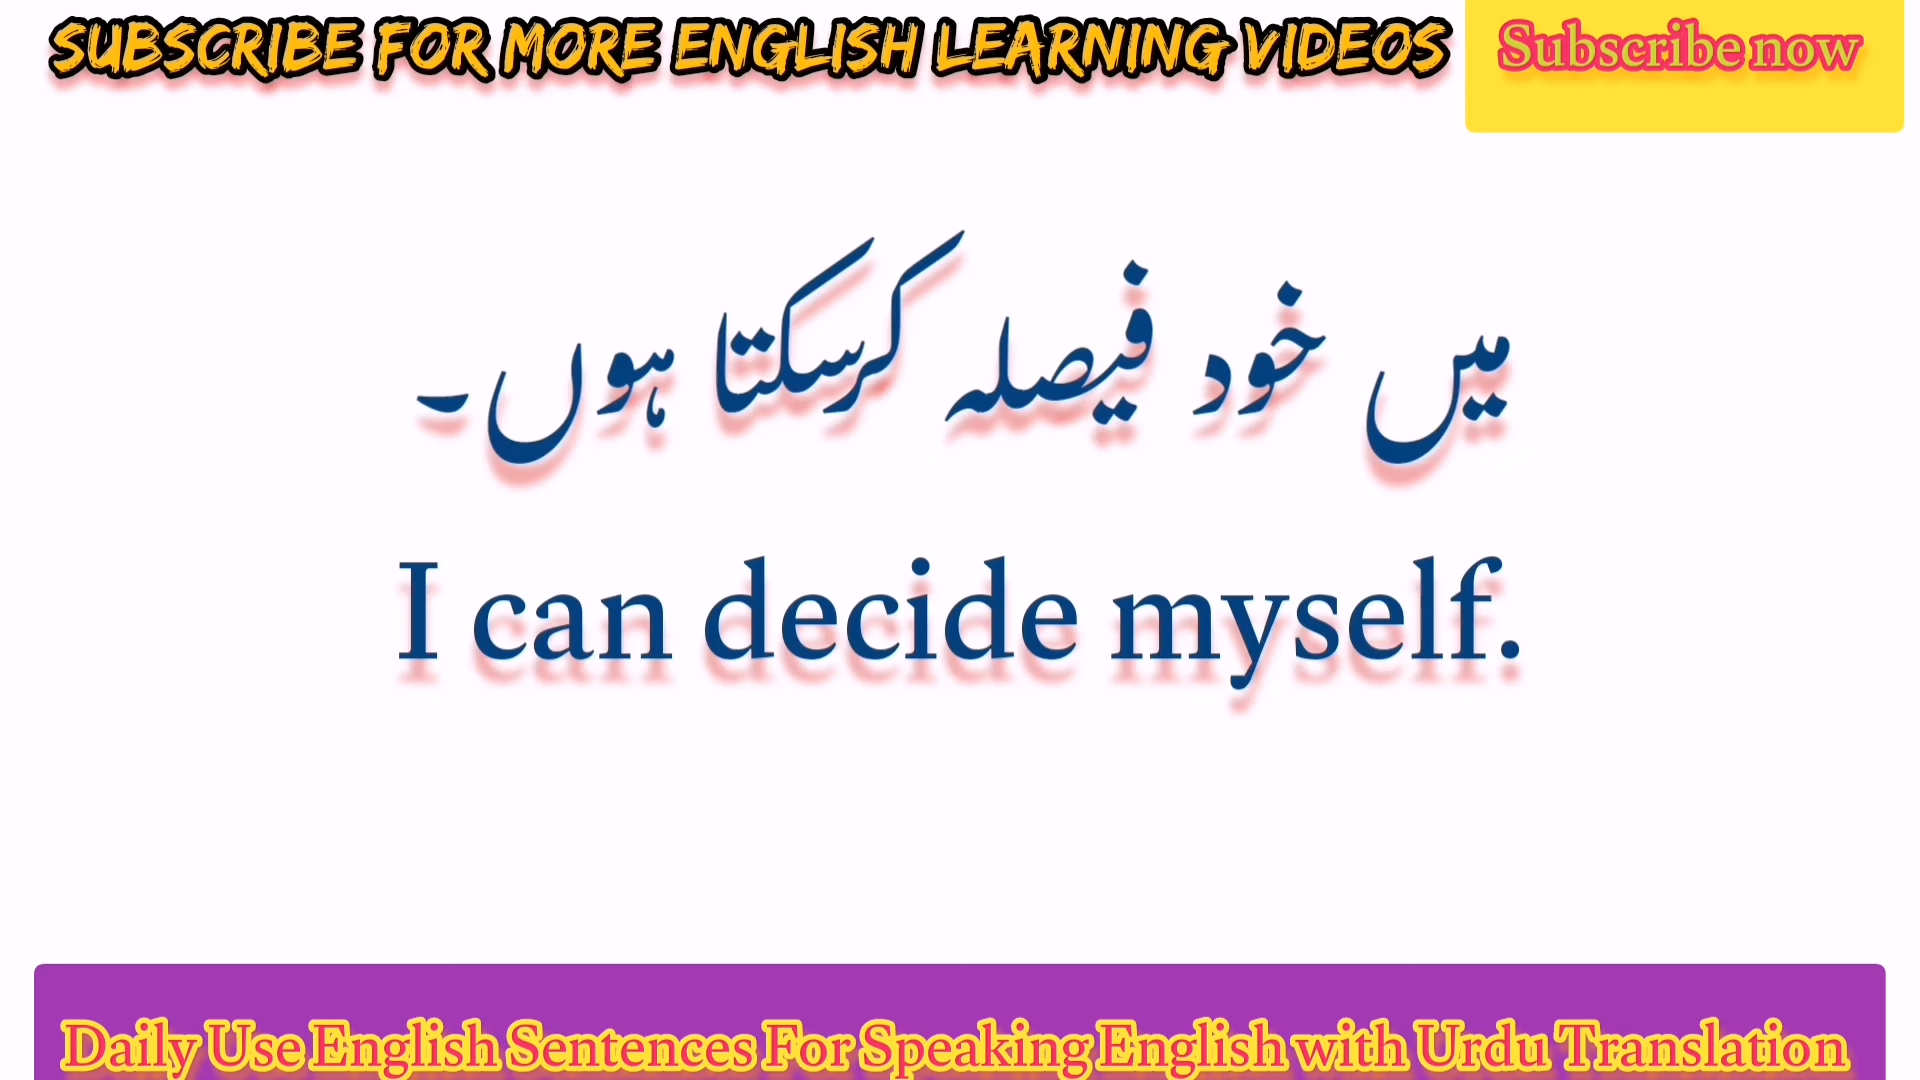 SUBSCRIBE FOR MORE ENGLISH LEARNING VIDEOS
Subscribe now
میں خود فیصلہ کرسکتا ہوں۔
I can decide myself.
Daily Use English Sentences For Speaking English with Urdu Translation